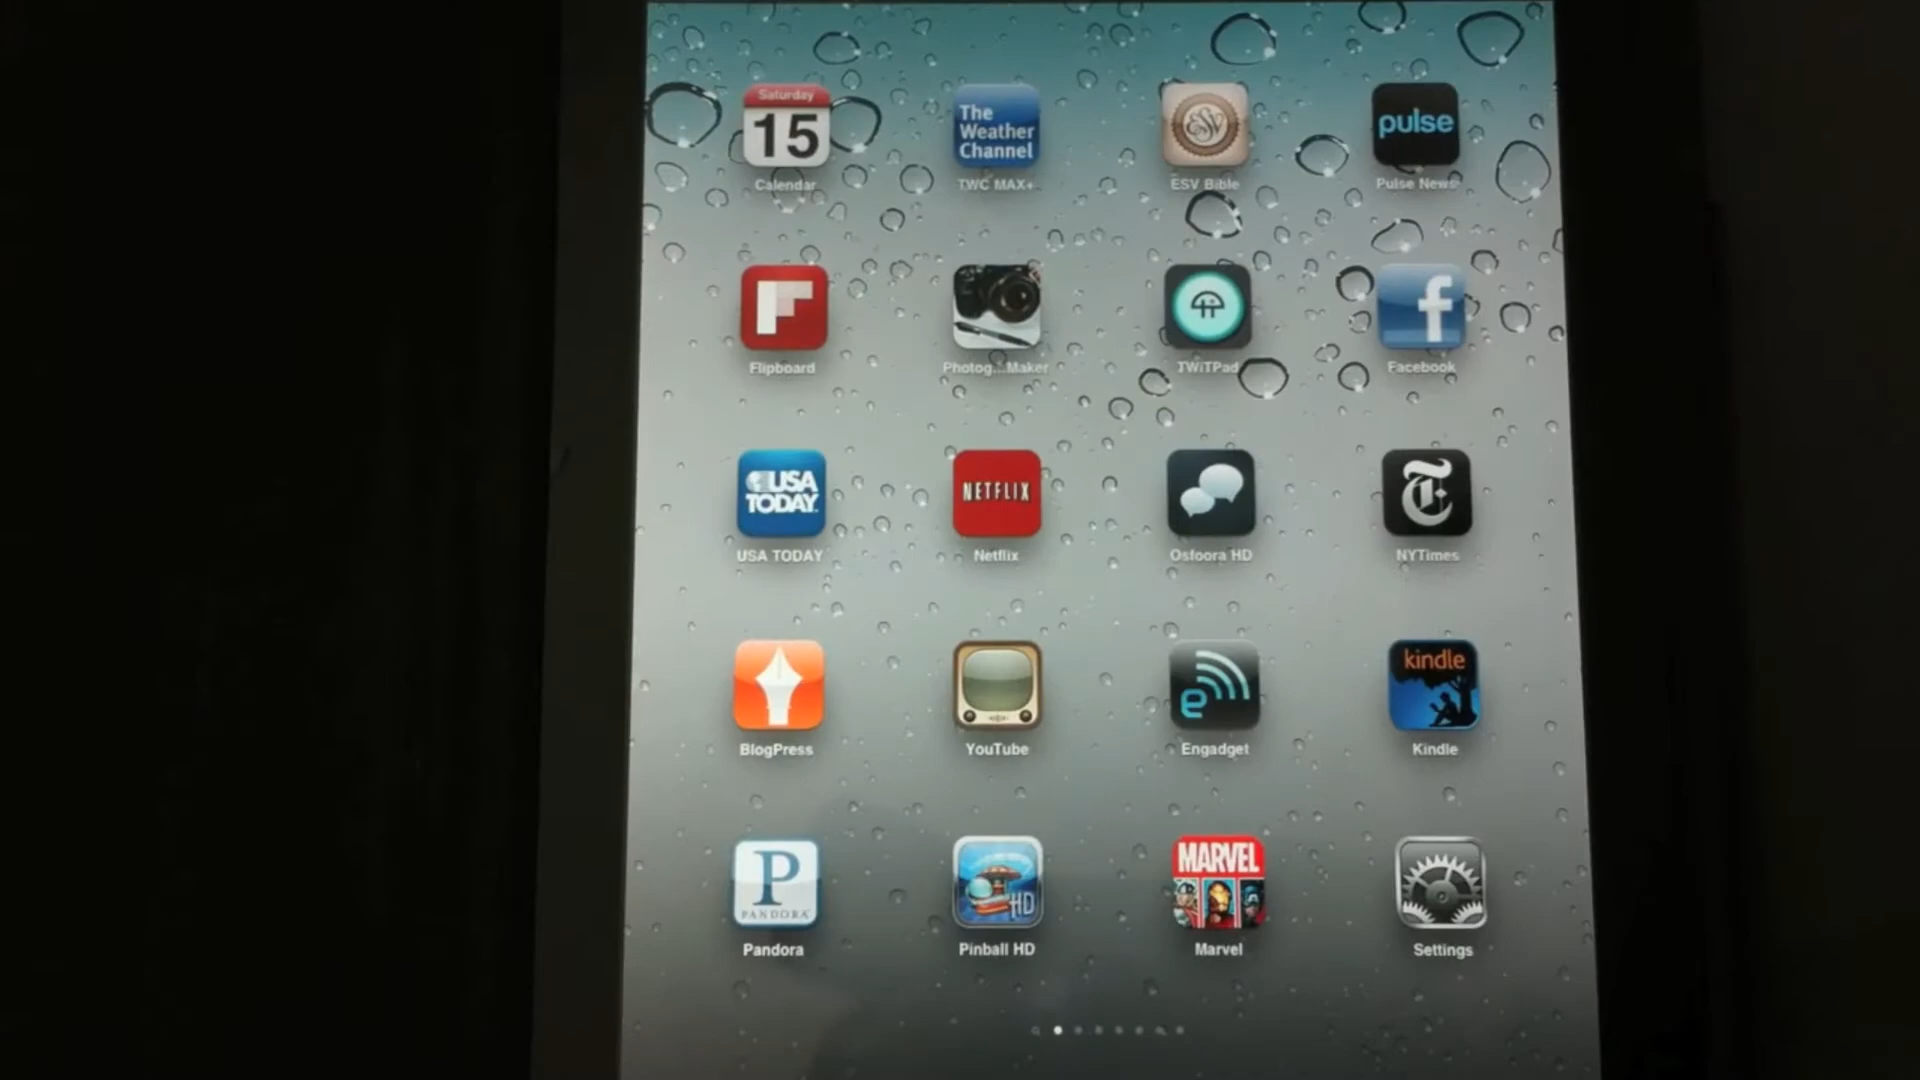 Saturday
15
Calendar
The
Weather
Channel
TWC MAX+
ESV
ESV Bible
pulse
Pulse News
Flipboard
Photog...Maker
TWiTPad
f
Facebook
USA
TODAY
USA TODAY
NETFLIX
Netflix
Osfoora HD
T
NYTimes
BlogPress
YouTube
e
Engadget
kindle
Kindle
P
PANDORA
Pandora
HD
Pinball HD
MARVEL
Marvel
Settings